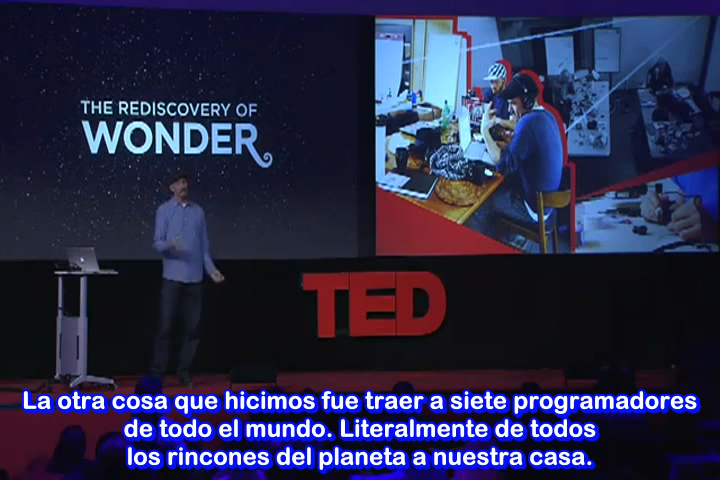 THE REDISCOVERY OF
WONDER
TED
La otra cosa que hicimos fue traer a siete programadores
de todo el mundo. Literalmente de todos
los rincones del planeta a nuestra casa.